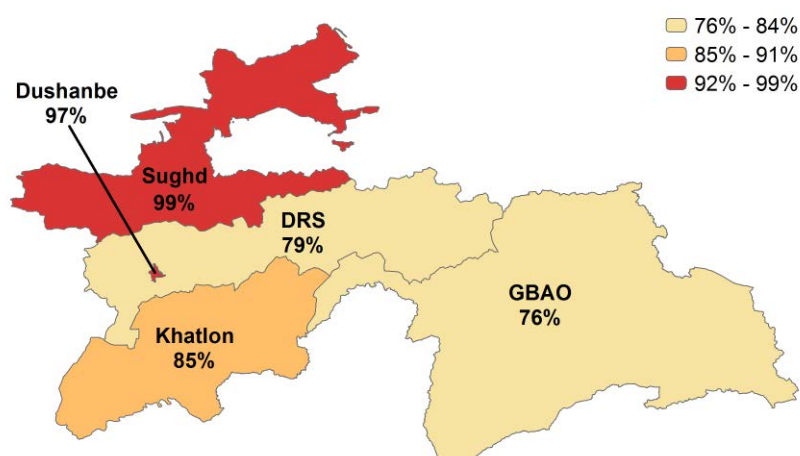 76% - 84%
85% - 91%
92% - 99%
Dushanbe
97%
Sughd
99%
DRS
79%
GBAO
76%
Khatlon
85%